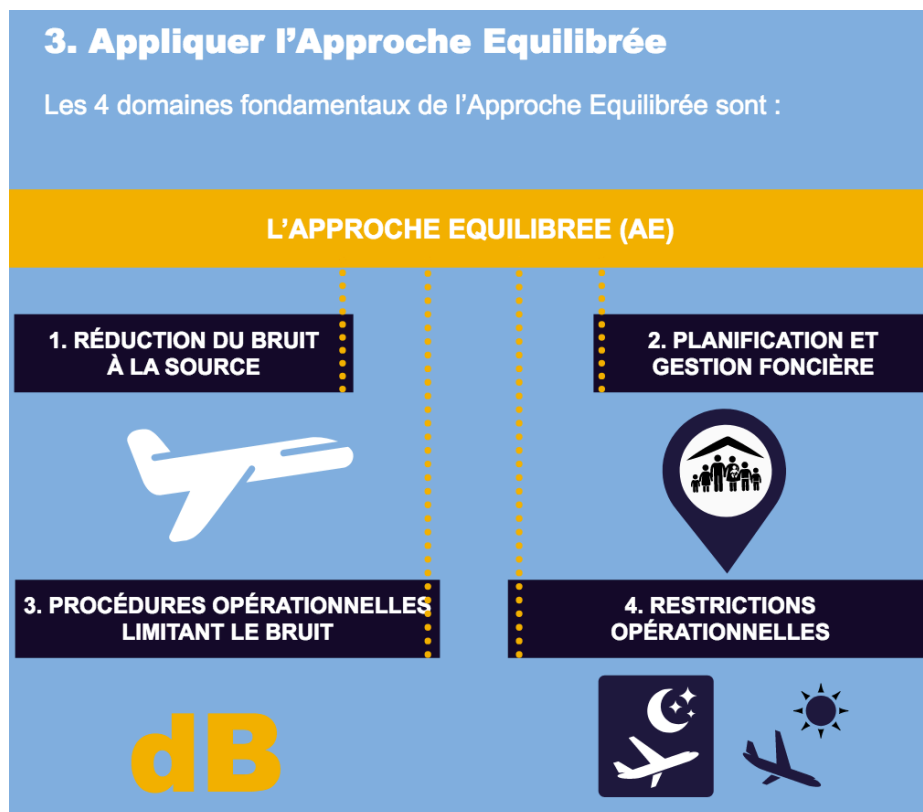 3. Appliquer l’Approche Equilibrée
Les 4 domaines fondamentaux de l’Approche Equilibrée sont :
L’APPROCHE EQUILIBREE (AE)
1. RÉDUCTION DU BRUIT
À LA SOURCE
2. PLANIFICATION ET
GESTION FONCIÈRE
3. PROCÉDURES OPÉRATIONNELLES
LIMITANT LE BRUIT
4. RESTRICTIONS
OPÉRATIONNELLES
dB